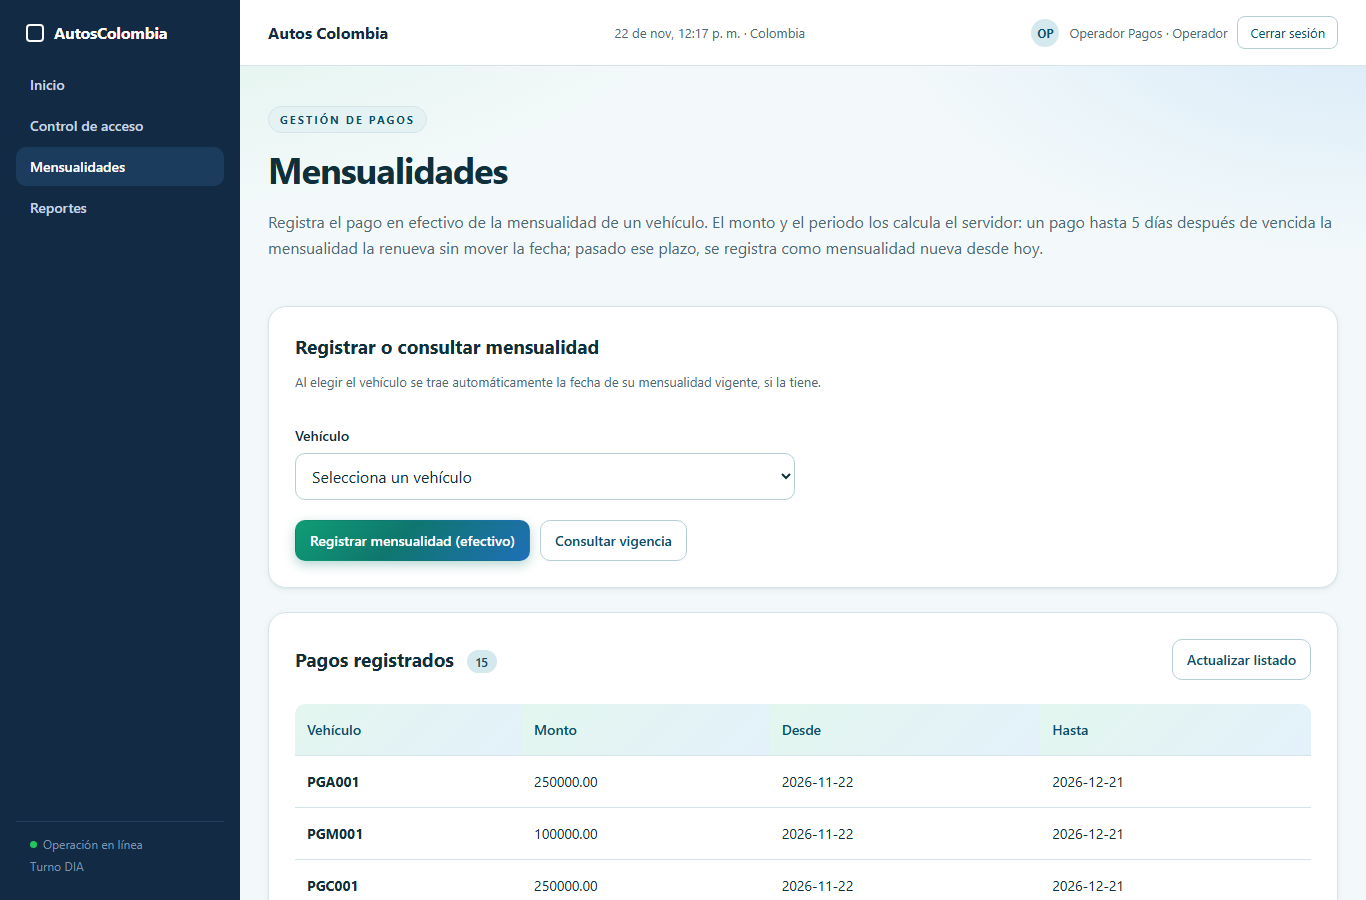 AutosColombia
Inicio
Control de acceso
Mensualidades
Reportes
Operación en línea
Turno DIA
Autos Colombia
22 de nov, 12:17 p. m. · Colombia
OP
Operador Pagos · Operador
Cerrar sesión
GESTIÓN DE PAGOS
Mensualidades
Registra el pago en efectivo de la mensualidad de un vehículo. El monto y el periodo los calcula el servidor: un pago hasta 5 días después de vencida la
mensualidad la renueva sin mover la fecha; pasado ese plazo, se registra como mensualidad nueva desde hoy.
Registrar o consultar mensualidad
Al elegir el vehículo se trae automáticamente la fecha de su mensualidad vigente, si la tiene.
Vehículo
Selecciona un vehículo
Registrar mensualidad (efectivo)
Consultar vigencia
Pagos registrados 15
Actualizar listado
Vehículo Monto Desde Hasta
PGA001 250000.00 2026-11-22 2026-12-21
PGM001 100000.00 2026-11-22 2026-12-21
PGC001 250000.00 2026-11-22 2026-12-21